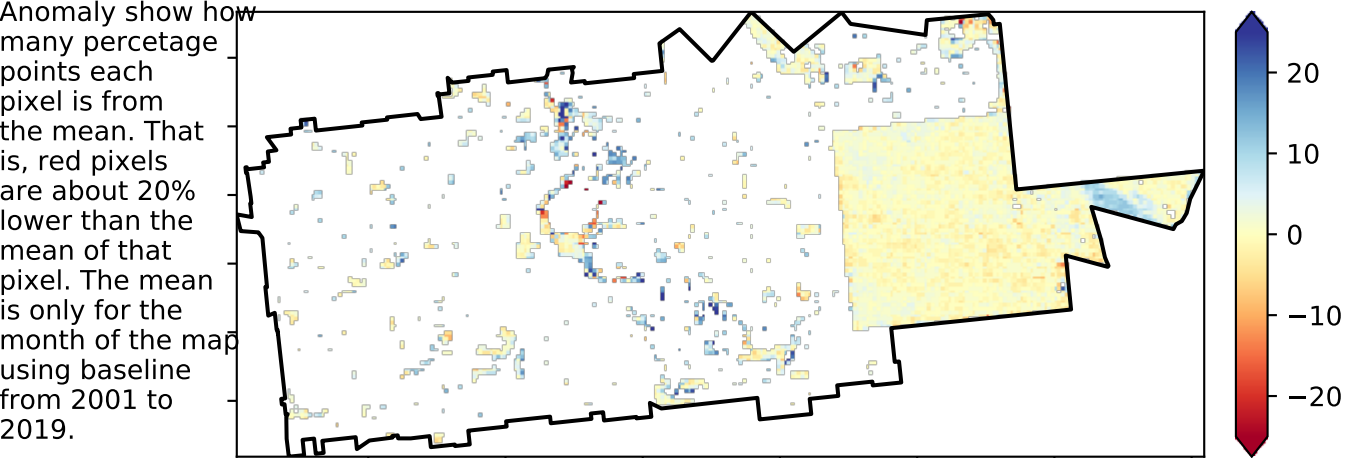 Anomaly show how
many percetage
points each
pixel is from
the mean. That
is, red pixels
are about 20%
lower than the
mean of that
pixel. The mean
is only for the
month of the map
using baseline
from 2001 to
2019.
20
10
0
−10
−20